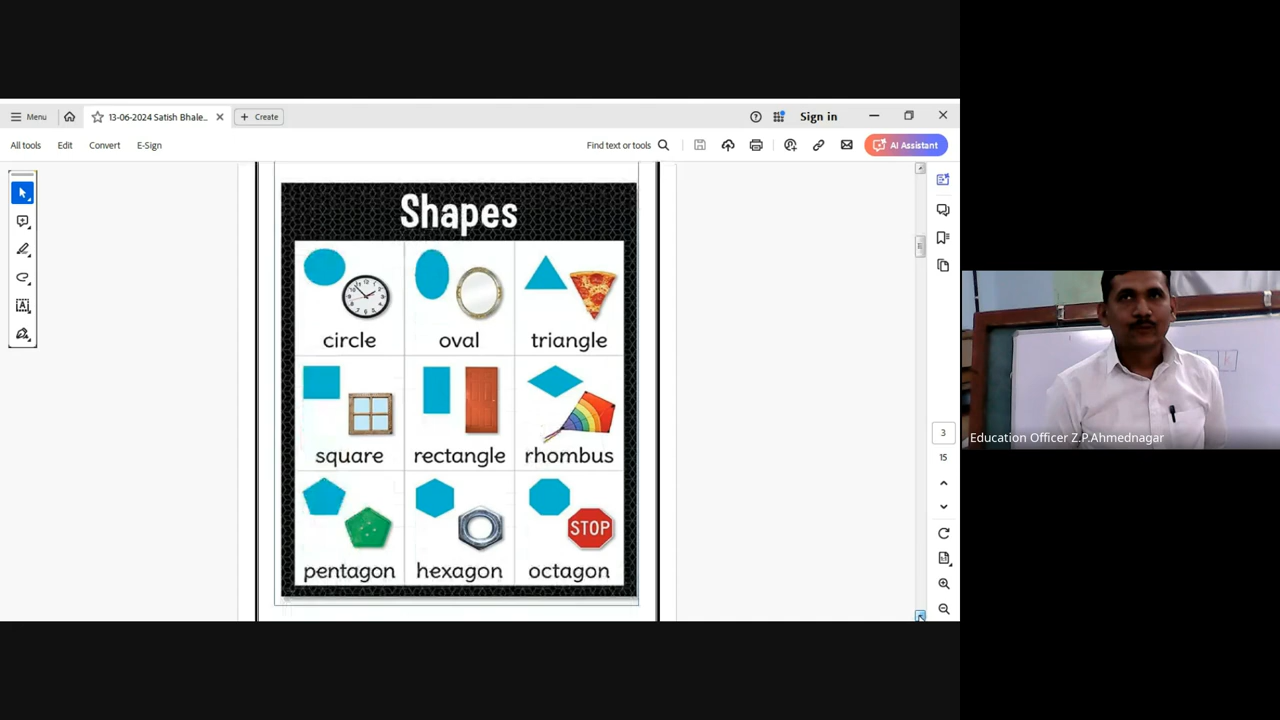 Menu
13-06-2024 Satish Bhale...
Create
Sign in
All tools
Edit
Convert
E-Sign
Find text or tools
AI Assistant
Shapes
circle
oval
triangle
square
rectangle
rhombus
STOP
pentagon
hexagon
octagon
3
15
Education Officer Z.P.Ahmednagar